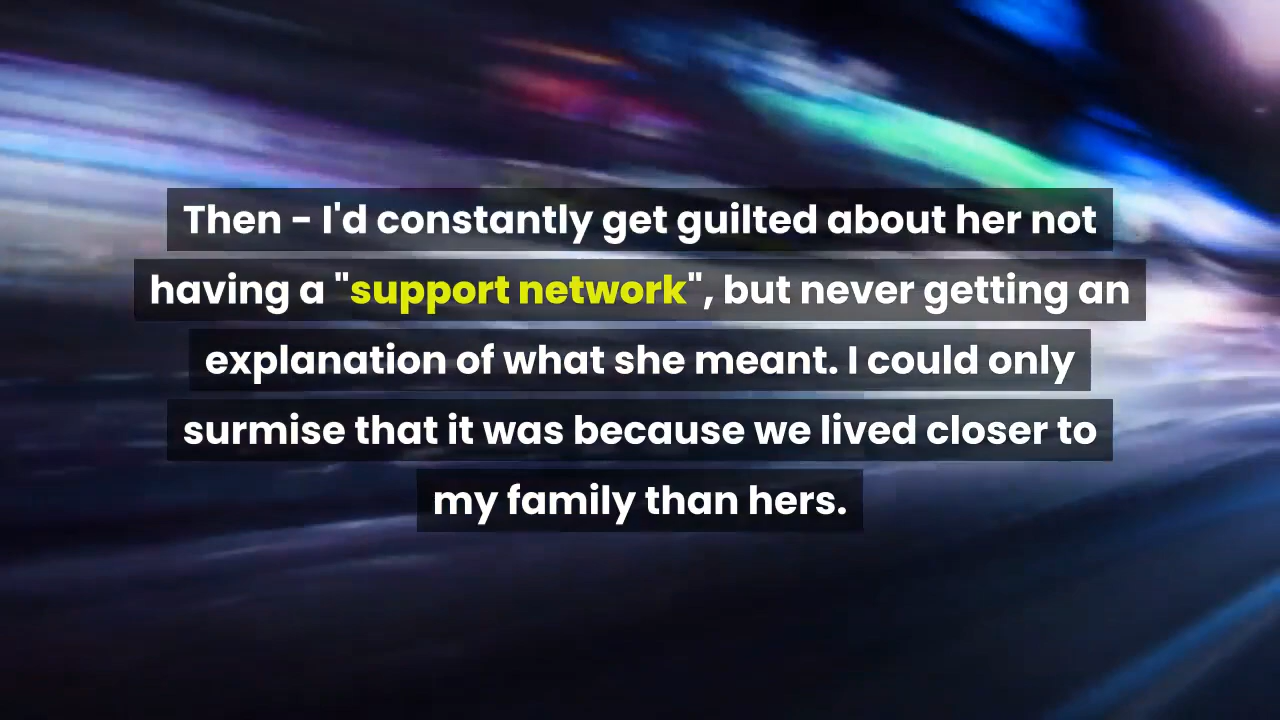 Then - I'd constantly get guilted about her not
having a "support network", but never getting an
explanation of what she meant. I could only
surmise that it was because we lived closer to
my family than hers.